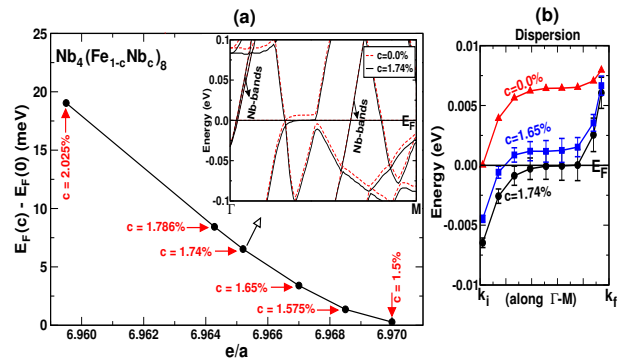 (a)
(b)
Nb4(Fe1-cNbc)8
EF(c) - EF(0) (meV)
25
20
15
10
5
0
6.960
6.962
6.964
6.966
6.968
6.970
e/a
c = 2.025%
c = 1.786%
c = 1.74%
c = 1.65%
c = 1.575%
c = 1.5%
Energy (eV)
0.1
0.05
0.0
-0.05
-0.1
Γ
M
Nb-bands
Nb-bands
c=0.0%
c=1.74%
EF
Dispersion
Energy (eV)
0.010
0.005
0.000
-0.005
-0.01
c=0.0%
c=1.65%
c=1.74%
EF
ki
(along Γ-M)
kf